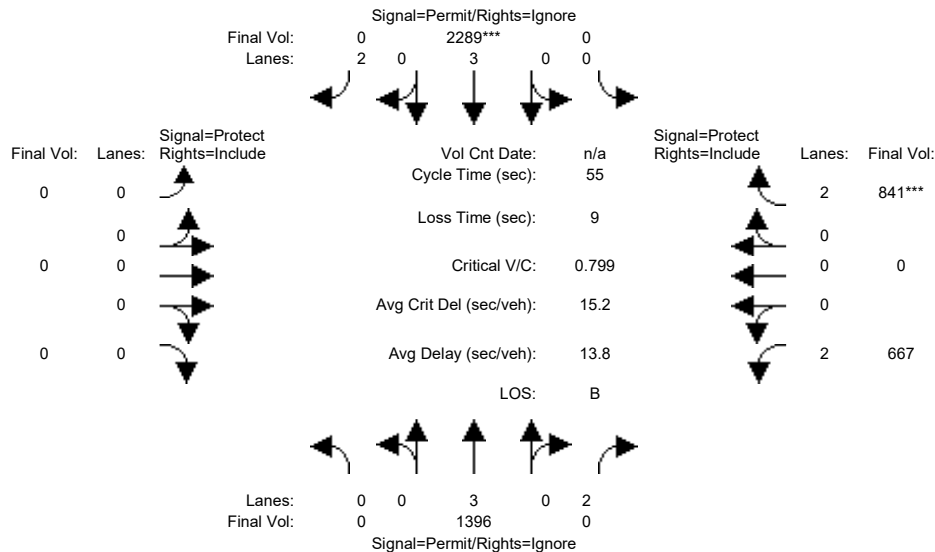 Signal=Permit/Rights=Ignore
Final Vol: 0 2289*** 0
Lanes: 2 0 3 0 0
Signal=Protect Signal=Protect
Final Vol: Lanes: Rights=Include Vol Cnt Date: n/a Rights=Include Lanes: Final Vol:
Cycle Time (sec): 55
0 0 2 841***
Loss Time (sec): 9
0 0
0 0 Critical V/C: 0.799 0 0
0 Avg Crit Del (sec/veh): 15.2 0
0 0 Avg Delay (sec/veh): 13.8 2 667
LOS: B
Lanes: 0 0 3 0 2
Final Vol: 0 1396 0
Signal=Permit/Rights=Ignore